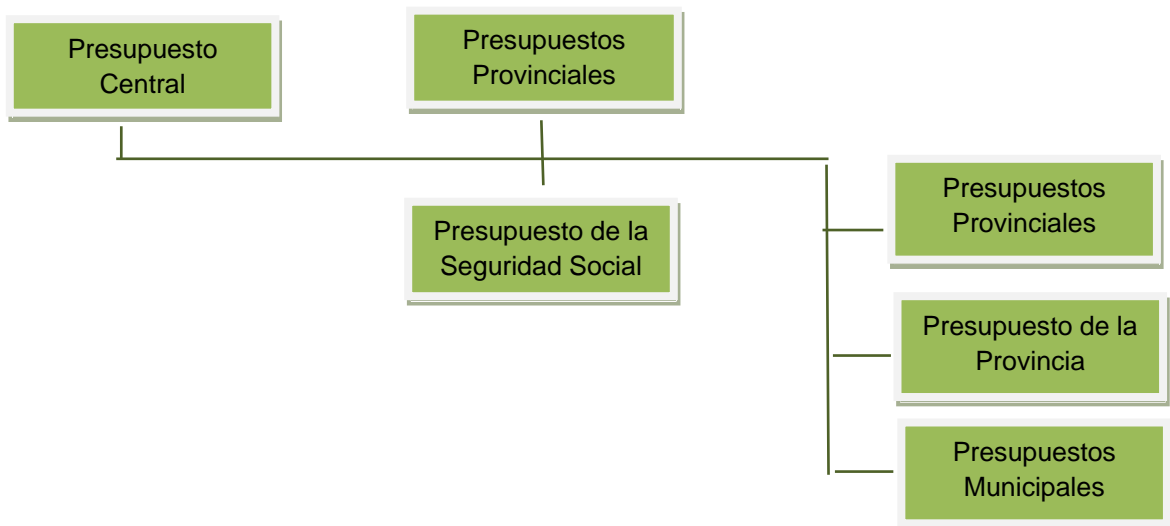 Presupuesto
Central
Presupuestos
Provinciales
Presupuesto de la
Seguridad Social
Presupuestos
Provinciales
Presupuesto de la
Provincia
Presupuestos
Municipales